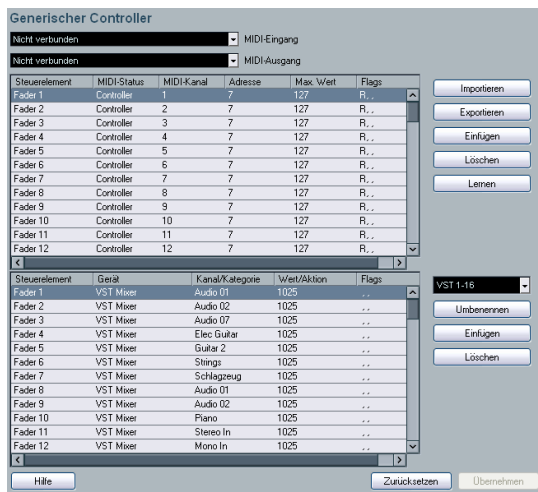 Generischer Controller
Nicht verbunden MIDI-Eingang
Nicht verbunden MIDI-Ausgang
Steuerelement MIDI-Status MIDI-Kanal Adresse Max. Wert Flags
Fader 1 Controller 1 7 127 R, ,
Fader 2 Controller 2 7 127 R, ,
Fader 3 Controller 3 7 127 R, ,
Fader 4 Controller 4 7 127 R, ,
Fader 5 Controller 5 7 127 R, ,
Fader 6 Controller 6 7 127 R, ,
Fader 7 Controller 7 7 127 R, ,
Fader 8 Controller 8 7 127 R, ,
Fader 9 Controller 9 7 127 R, ,
Fader 10 Controller 10 7 127 R, ,
Fader 11 Controller 11 7 127 R, ,
Fader 12 Controller 12 7 127 R, ,
Importieren
Exportieren
Einfügen
Löschen
Lernen
Steuerelement Gerät Kanal/Kategorie Wert/Aktion Flags
Fader 1 VST Mixer Audio 01 1025 , ,
Fader 2 VST Mixer Audio 02 1025 , ,
Fader 3 VST Mixer Audio 07 1025 , ,
Fader 4 VST Mixer Elec Guitar 1025 , ,
Fader 5 VST Mixer Guitar 2 1025 , ,
Fader 6 VST Mixer Strings 1025 , ,
Fader 7 VST Mixer Schlagzeug 1025 , ,
Fader 8 VST Mixer Audio 01 1025 , ,
Fader 9 VST Mixer Audio 02 1025 , ,
Fader 10 VST Mixer Piano 1025 , ,
Fader 11 VST Mixer Stereo In 1025 , ,
Fader 12 VST Mixer Mono In 1025 , ,
VST 1-16
Umbenennen
Einfügen
Löschen
Hilfe Zurücksetzen Übernehmen